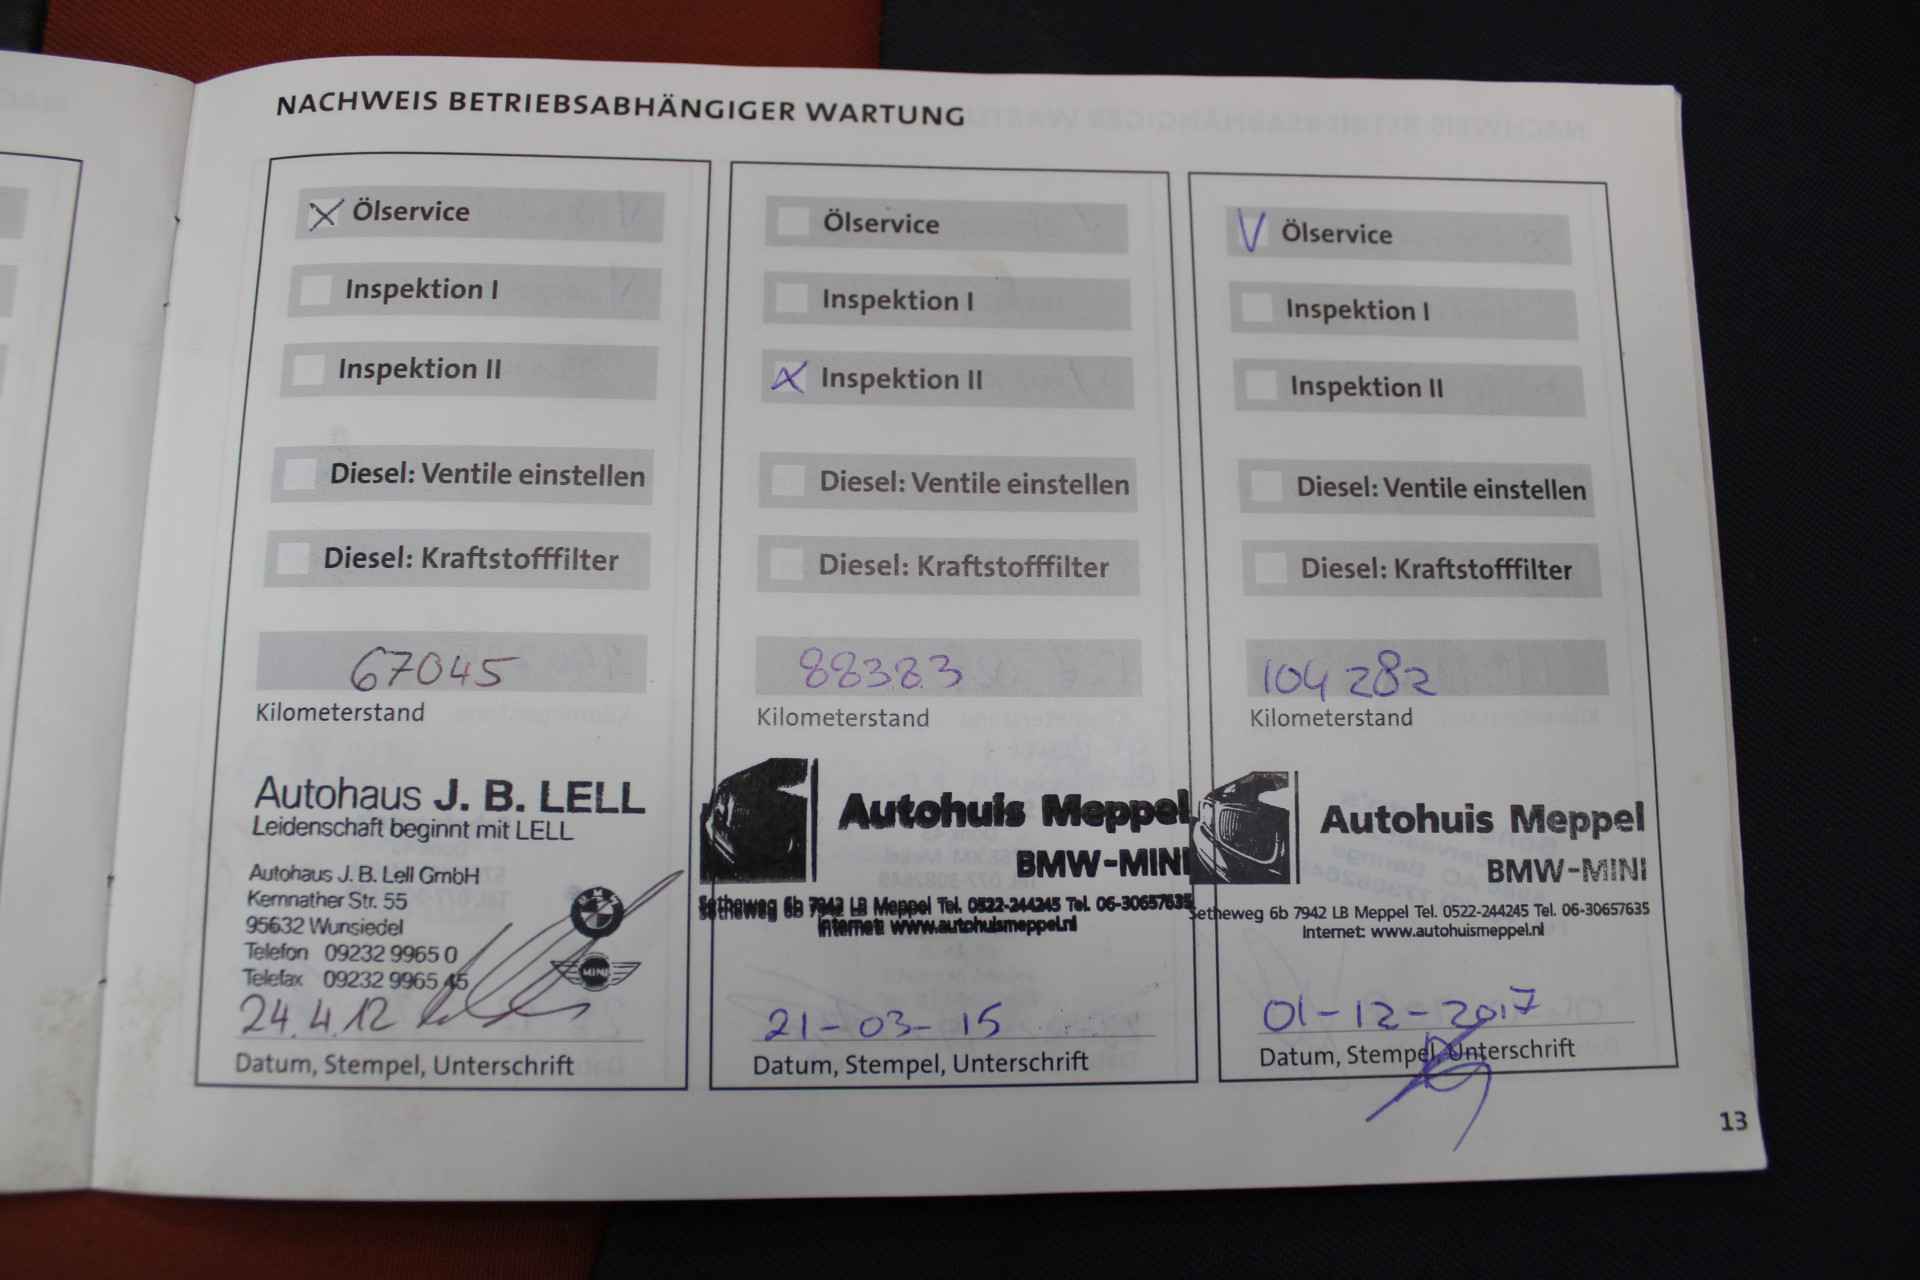 NACHWEIS BETRIEBSABHÄNGIGER WARTUNG
Ölservice
Inspektion I
Inspektion II
Diesel: Ventile einstellen
Diesel: Kraftstofffilter
67045
Kilometerstand
Autohaus J. B. LELL
Leidenschaft beginnt mit LELL
Autohaus J. B. Lell GmbH
Kemnather Str. 55
95632 Wunsiedel
Telefon 09232 9965 0
Telefax 09232 9965 45
BMW
MINI
24.4.12
Datum, Stempel, Unterschrift
Ölservice
Inspektion I
Inspektion II
Diesel: Ventile einstellen
Diesel: Kraftstofffilter
88383
Kilometerstand
Autohuis Meppel
BMW-MINI
Setheweg 6b 7942 LB Meppel Tel. 0522-244245 Tel. 06-30657635
Internet: www.autohuismeppel.nl
21-03-15
Datum, Stempel, Unterschrift
Ölservice
Inspektion I
Inspektion II
Diesel: Ventile einstellen
Diesel: Kraftstofffilter
104282
Kilometerstand
Autohuis Meppel
BMW-MINI
Setheweg 6b 7942 LB Meppel Tel. 0522-244245 Tel. 06-30657635
Internet: www.autohuismeppel.nl
01-12-2017
Datum, Stempel, Unterschrift
13